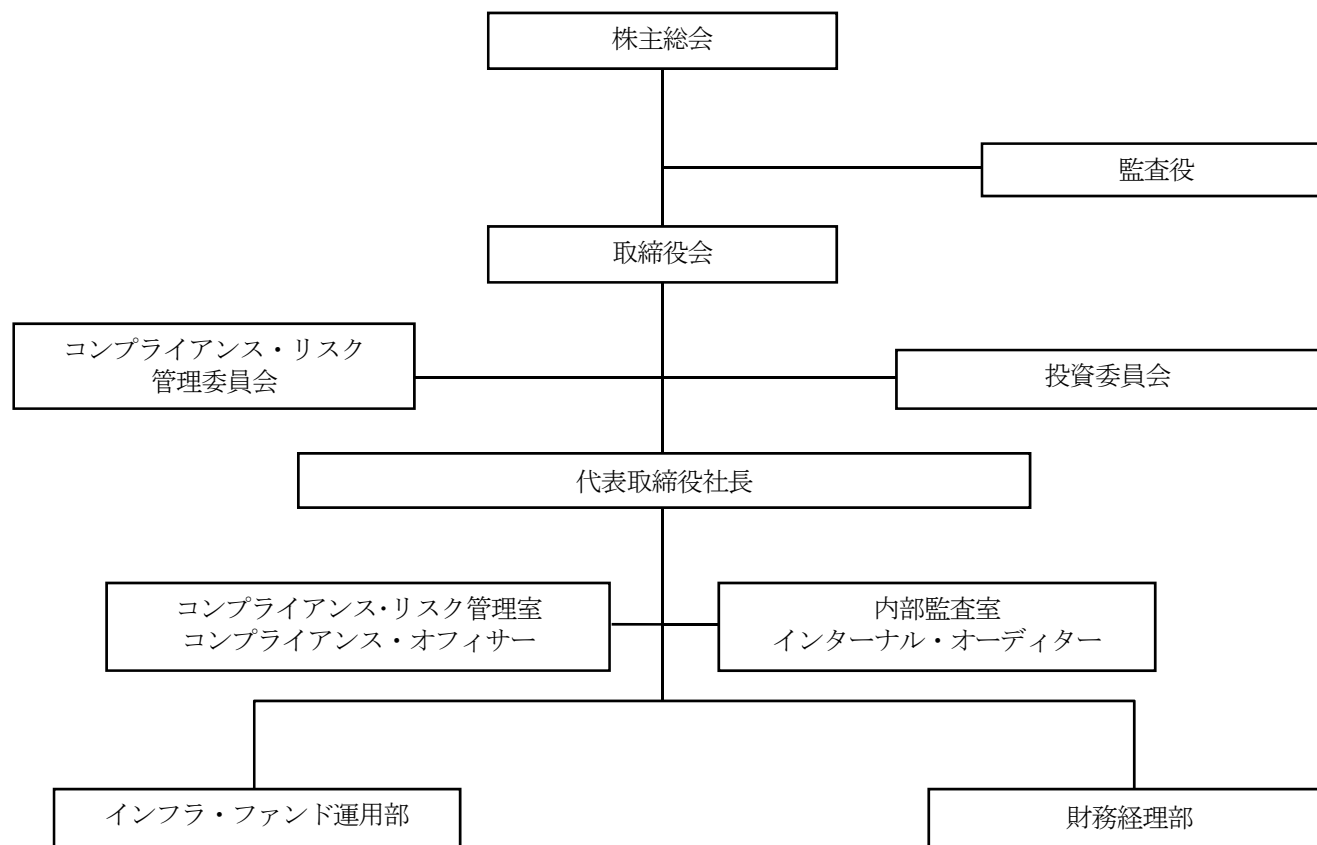 株主総会
監査役
取締役会
コンプライアンス・リスク
管理委員会
投資委員会
代表取締役社長
コンプライアンス・リスク管理室
コンプライアンス・オフィサー
内部監査室
インターナル・オーディター
インフラ・ファンド運用部
財務経理部